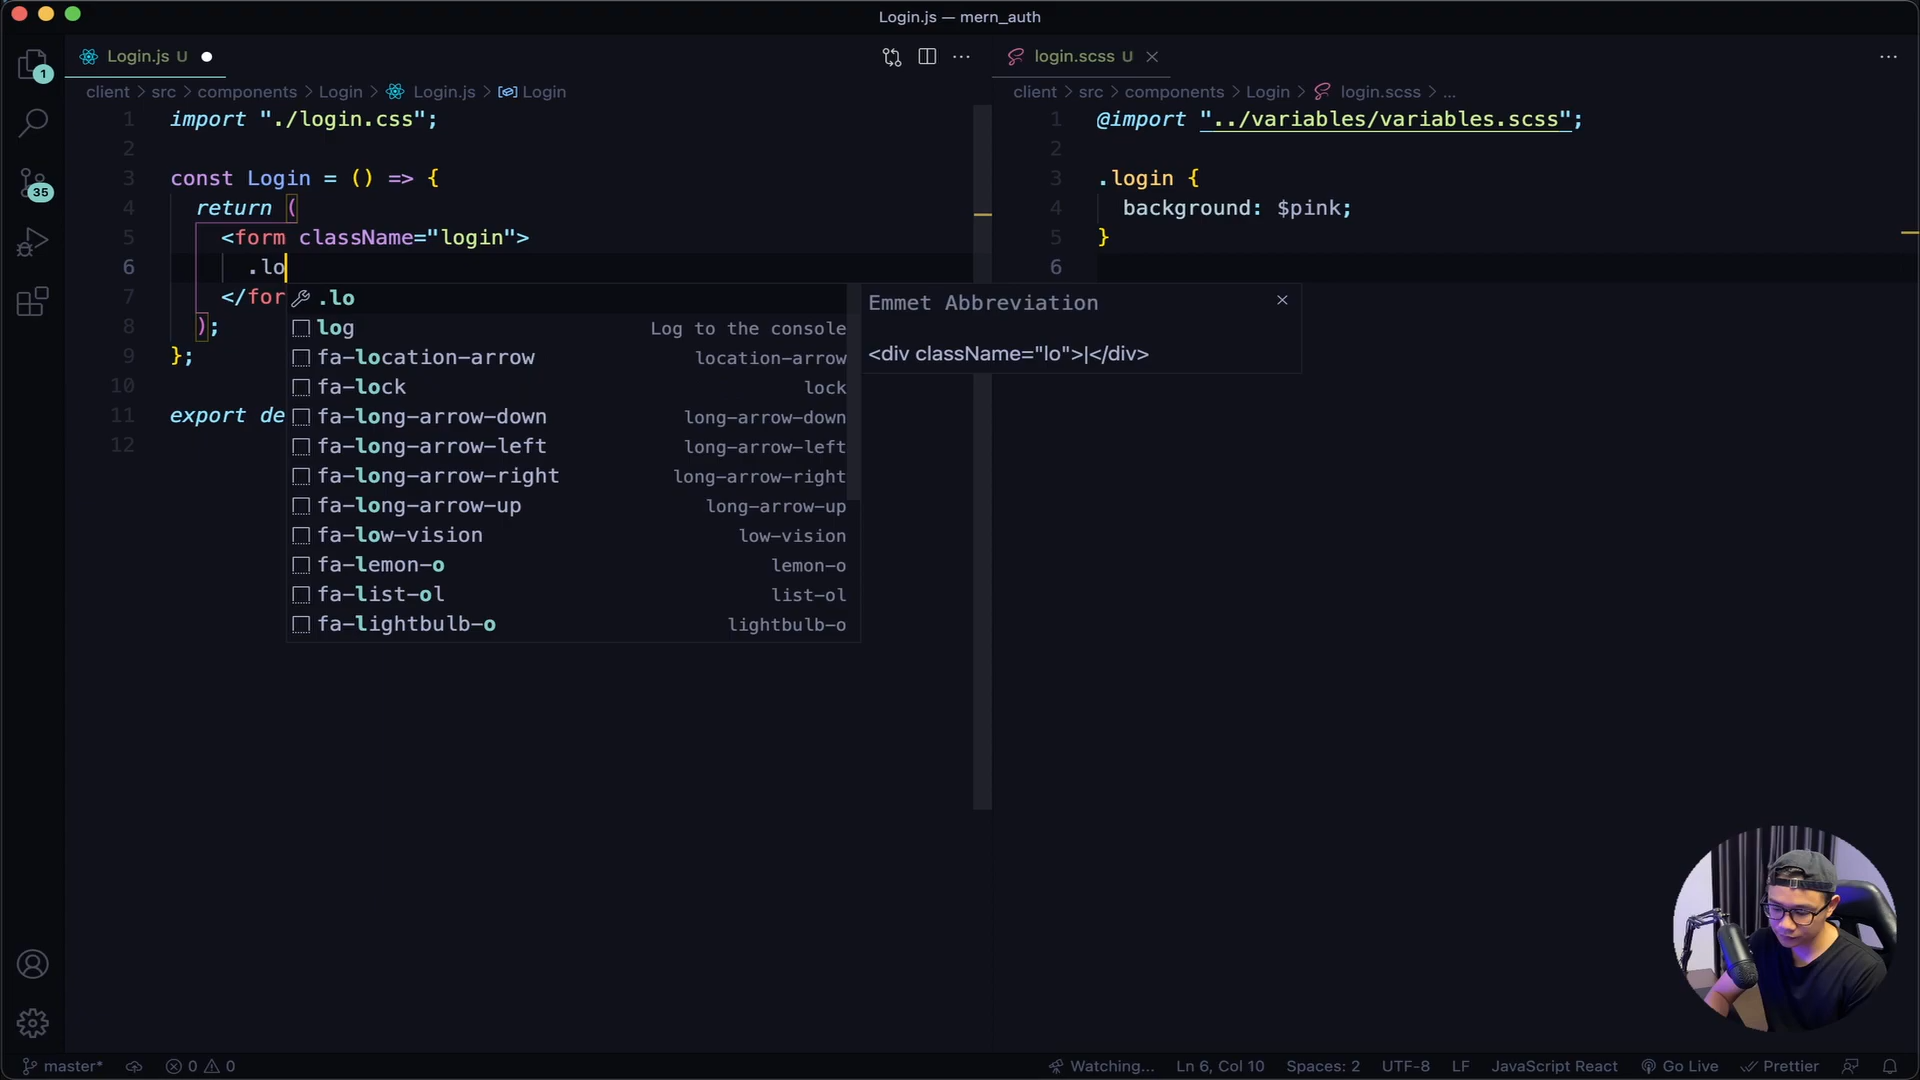 Login.js — mern_auth
Login.js U
login.scss U
1
client > src > components > Login > Login.js > Login
client > src > components > Login > login.scss > ...
1 import "./login.css";
2
3 const Login = () => {
4 return (
5 <form className="login">
6 .lo
7 </for
8 );
9 };
10
11 export de
12
35
.lo
log Log to the console
fa-location-arrow location-arrow
fa-lock lock
fa-long-arrow-down long-arrow-down
fa-long-arrow-left long-arrow-left
fa-long-arrow-right long-arrow-right
fa-long-arrow-up long-arrow-up
fa-low-vision low-vision
fa-lemon-o lemon-o
fa-list-ol list-ol
fa-lightbulb-o lightbulb-o
Emmet Abbreviation
<div className="lo">|</div>
1 @import "../variables/variables.scss";
2
3 .login {
4 background: $pink;
5 }
6
master* 0 0 Watching... Ln 6, Col 10 Spaces: 2 UTF-8 LF JavaScript React Go Live Prettier